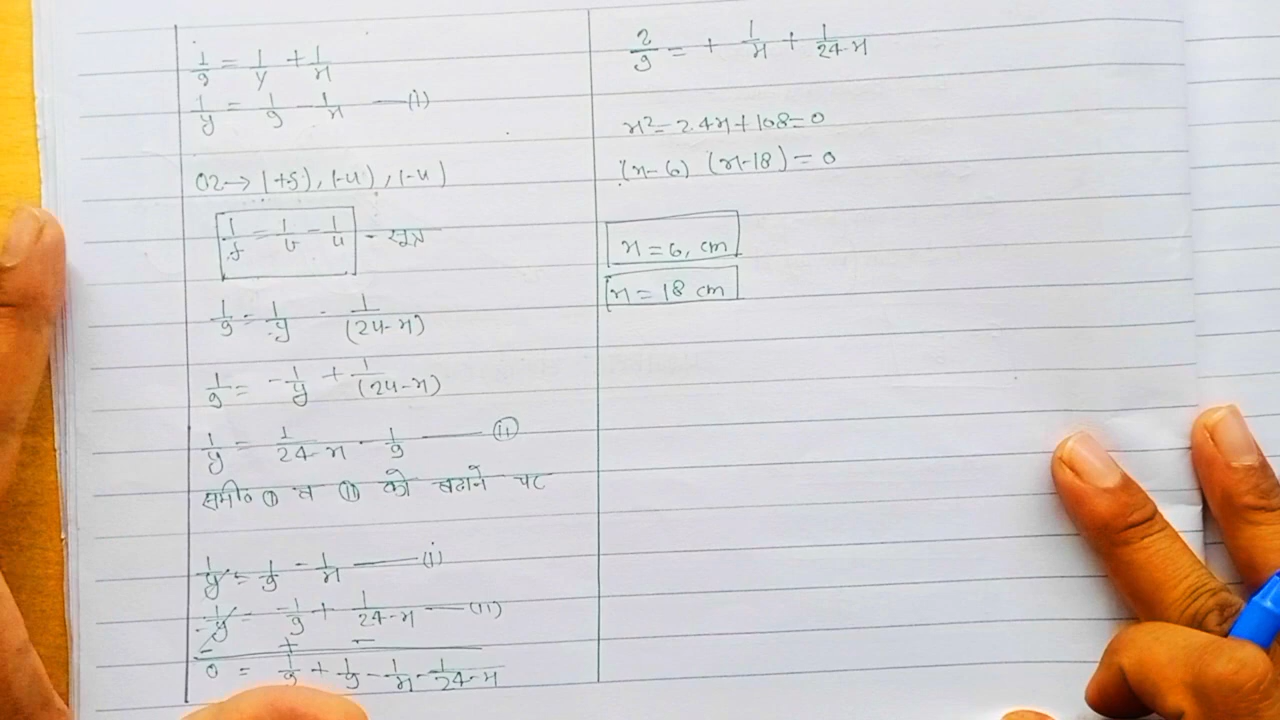 1/9 = 1/y + 1/x
1/y = 1/9 - 1/x —(i)
O2 → (+5), (-u), (-u)
1/f = 1/v - 1/u - सूत्र
1/9 = 1/-y - 1/(24-x)
1/9 = -1/y + 1/(24-x)
1/y = 1/24-x - 1/9 — (ii)
समी० (i) व (ii) को बटाने पर
1/y = 1/9 - 1/x —(i)
1/y = -1/9 + 1/24-x —(ii)
- + -
0 = 1/9 + 1/9 - 1/x - 1/24-x
2/9 = + 1/x + 1/24-x
x² - 24x + 108 = 0
(x-6) (x-18) = 0
x = 6, cm
x = 18 cm